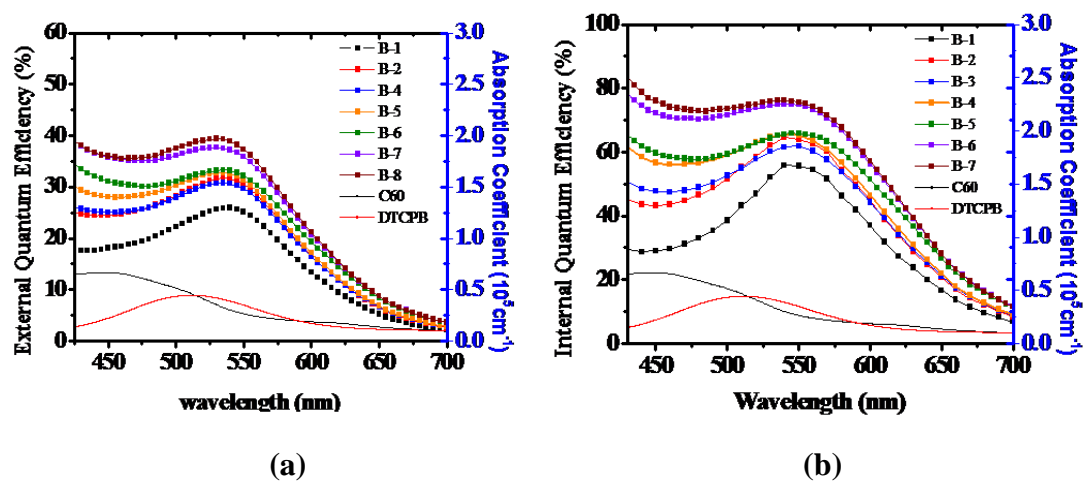 60
50
40
30
20
10
0
External Quantum Efficiency (%)
450 500 550 600 650 700
wavelength (nm)
3.0
2.5
2.0
1.5
1.0
0.5
0.0
Absorption Coefficient (10⁵cm⁻¹)
B-1
B-2
B-4
B-5
B-6
B-7
B-8
C60
DTCPB
(a)
100
80
60
40
20
0
Internal Quantum Efficiency (%)
450 500 550 600 650 700
Wavelength (nm)
3.0
2.5
2.0
1.5
1.0
0.5
0.0
Absorption Coefficient (10⁵cm⁻¹)
B-1
B-2
B-3
B-4
B-5
B-6
B-7
C60
DTCPB
(b)